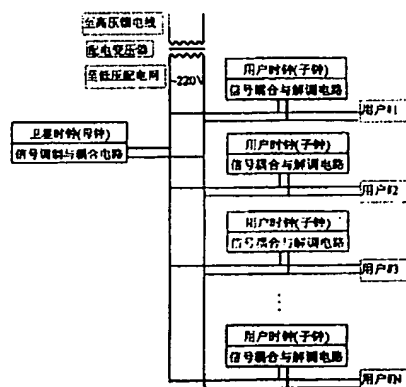 至高压馈电线
配电变压器
至低压配电网
~220V
用户时钟(子钟)
信号耦合与解调电路
用户#1
卫星时钟(母钟)
信号调制与耦合电路
用户时钟(子钟)
信号耦合与解调电路
用户#2
用户时钟(子钟)
信号耦合与解调电路
用户#3
用户时钟(子钟)
信号耦合与解调电路
用户#N